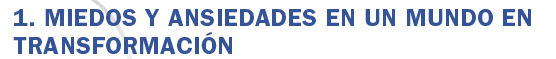 1. MIEDOS Y ANSIEDADES EN UN MUNDO EN
TRANSFORMACIÓN